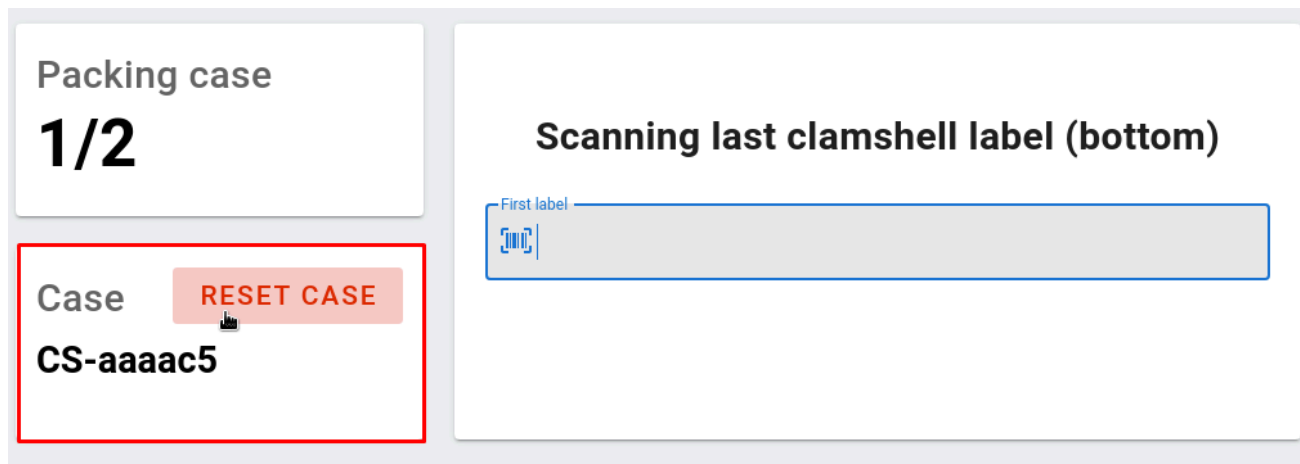 Packing case
1/2
Case
RESET CASE
CS-aaaac5
Scanning last clamshell label (bottom)
First label